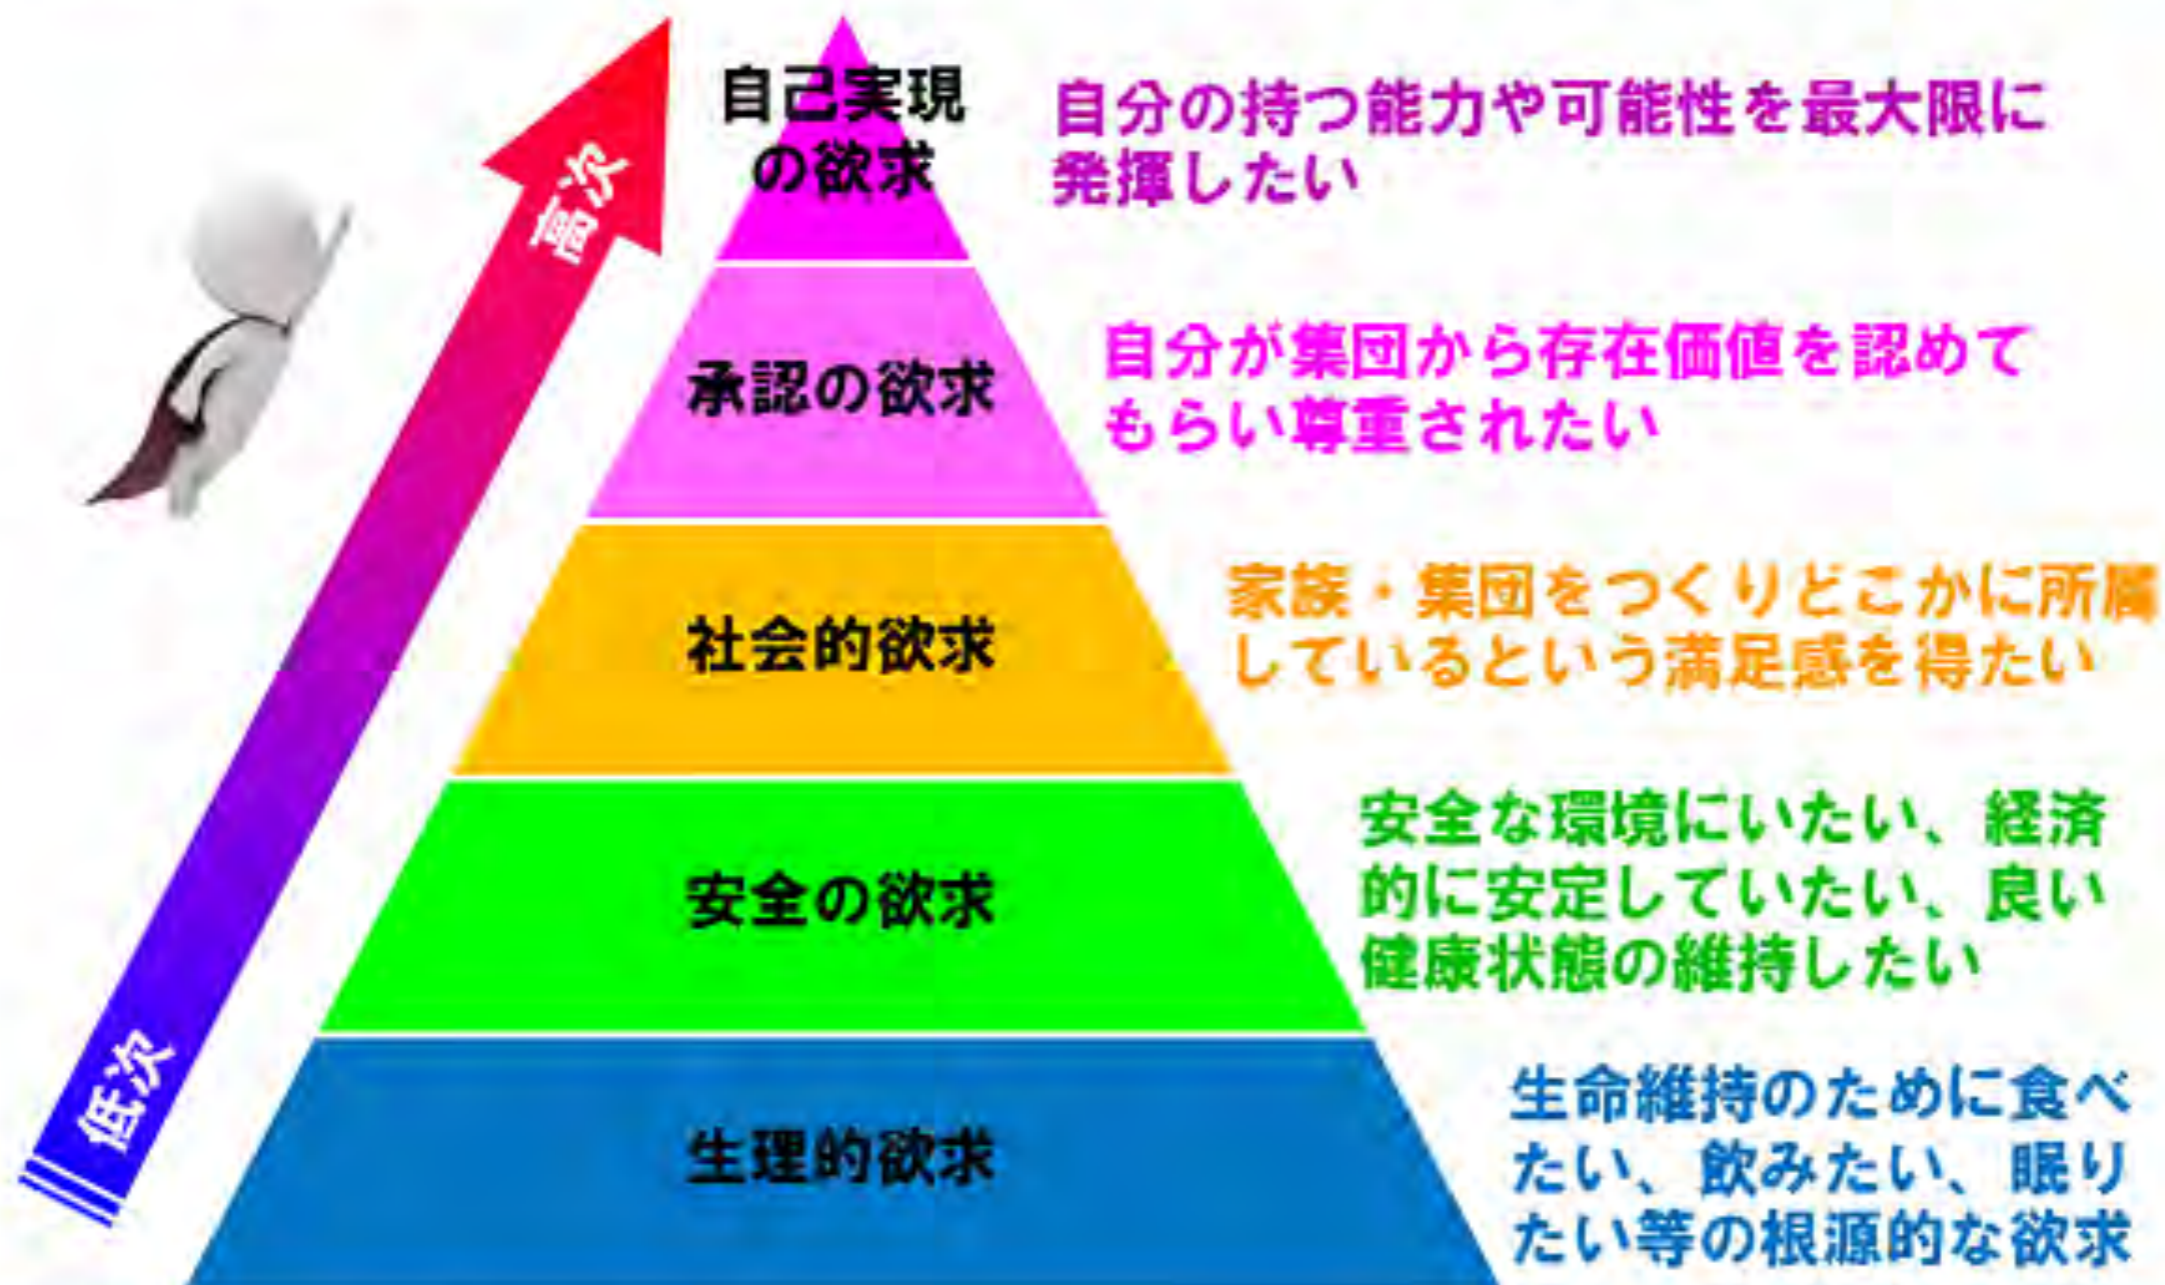 高次
低次
自己実現
の欲求
自分の持つ能力や可能性を最大限に
発揮したい
承認の欲求
自分が集団から存在価値を認めて
もらい尊重されたい
社会的欲求
家族・集団をつくりどこかに所属
しているという満足感を得たい
安全の欲求
安全な環境にいたい、経済
的に安定していたい、良い
健康状態の維持したい
生理的欲求
生命維持のために食べ
たい、飲みたい、眠り
たい等の根源的な欲求